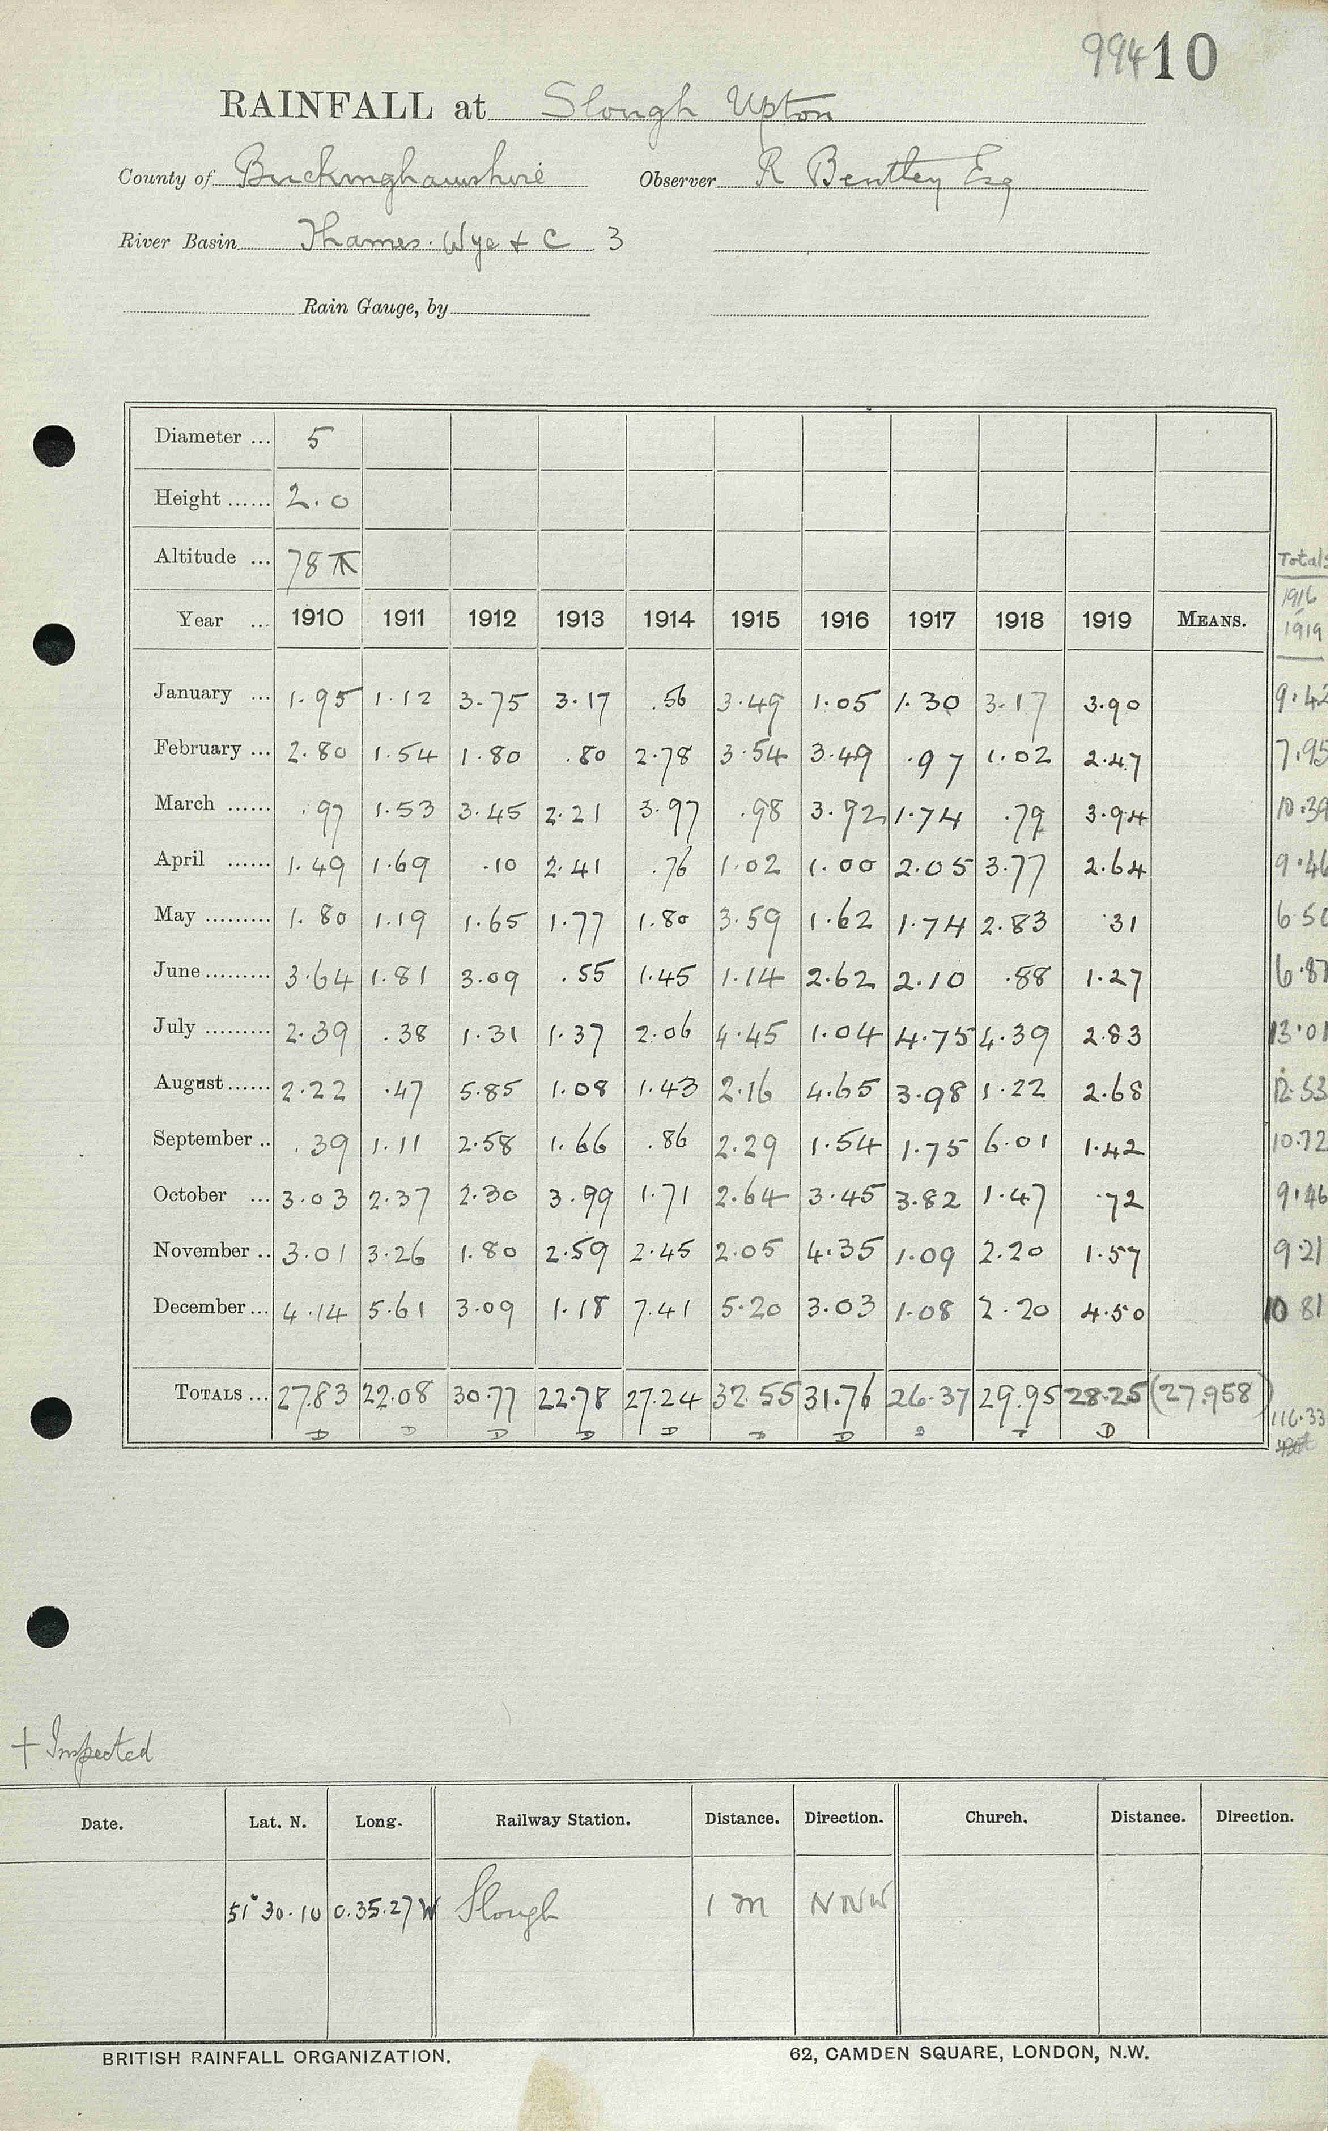 994 10
RAINFALL at Slough Upton
County of Buckinghamshire Observer R Bentley Esq
River Basin Thames. Wye & C 3
Rain Gauge, by
Diameter ... 5
Height ...... 2.0
Altitude ... 78
Totals
Year ... 1910 1911 1912 1913 1914 1915 1916 1917 1918 1919 MEANS. 1916 1919
January ... 1.95 1.12 3.75 3.17 .56 3.49 1.05 1.30 3.17 3.90 9.42
February ... 2.80 1.54 1.80 .80 2.78 3.54 3.49 .97 1.02 2.47 7.95
March ...... .97 1.53 3.45 2.21 3.97 .98 3.92 1.74 .79 3.94 10.39
April ...... 1.49 1.69 .10 2.41 .76 1.02 1.00 2.05 3.77 2.64 9.46
May ......... 1.80 1.19 1.65 1.77 1.80 3.59 1.62 1.74 2.83 .31 6.50
June ......... 3.64 1.81 3.09 .55 1.45 1.14 2.62 2.10 .88 1.27 6.87
July ......... 2.39 .38 1.31 1.37 2.06 4.45 1.04 4.75 4.39 2.83 13.01
August ...... 2.22 .47 5.85 1.08 1.43 2.16 4.65 3.98 1.22 2.68 12.53
September .. .39 1.11 2.58 1.66 .86 2.29 1.54 1.75 6.01 1.42 10.72
October ... 3.03 2.37 2.30 3.99 1.71 2.64 3.45 3.82 1.47 .72 9.46
November .. 3.01 3.26 1.80 2.59 2.45 2.05 4.35 1.09 2.20 1.57 9.21
December ... 4.14 5.61 3.09 1.18 7.41 5.20 3.03 1.08 2.20 4.50 10 81
TOTALS ... 27.83 22.08 30.77 22.78 27.24 32.55 31.76 26.37 29.95 28.25 (27.958) 116.33
D D D D D D D D
+ Inspected
Date. Lat. N. Long. Railway Station. Distance. Direction. Church. Distance. Direction.
51°30.10 0.35.27 W Slough 1 m NNW
BRITISH RAINFALL ORGANIZATION. 62, CAMDEN SQUARE, LONDON, N.W.